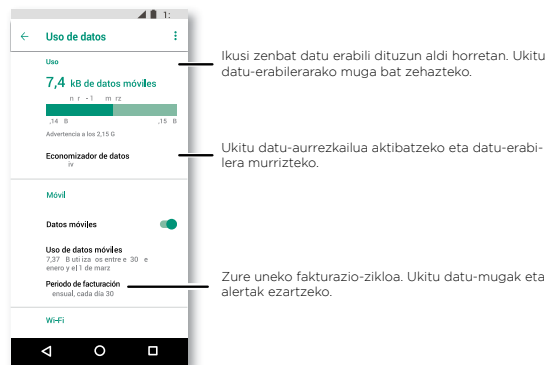 1:
Uso de datos
Uso
7,4 kB de datos móviles
Advertencia a los 2,15 G
Economizador de datos
Móvil
Datos móviles
Uso de datos móviles
enero y el 1 de marz
Periodo de facturación
ensual, cada día 30
Wi-Fi
Ikusi zenbat datu erabili dituzun aldi horretan. Ukitu
datu-erabilerarako muga bat zehazteko.
Ukitu datu-aurrezkailua aktibatzeko eta datu-erabi-
lera murrizteko.
Zure uneko fakturazio-zikloa. Ukitu datu-mugak eta
alertak ezartzeko.